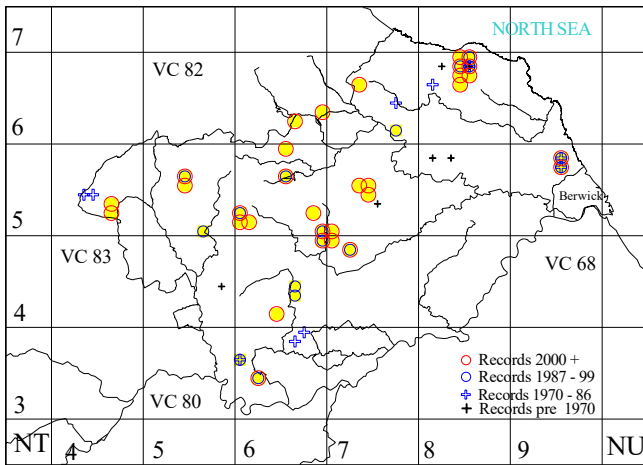 NORTH SEA
7
VC 82
6
Berwick
5
VC 83
VC 68
4
Records 2000 +
Records 1987 - 99
VC 80
Records 1970 - 86
Records pre 1970
3
NT 4 5 6 7 8 9 NU